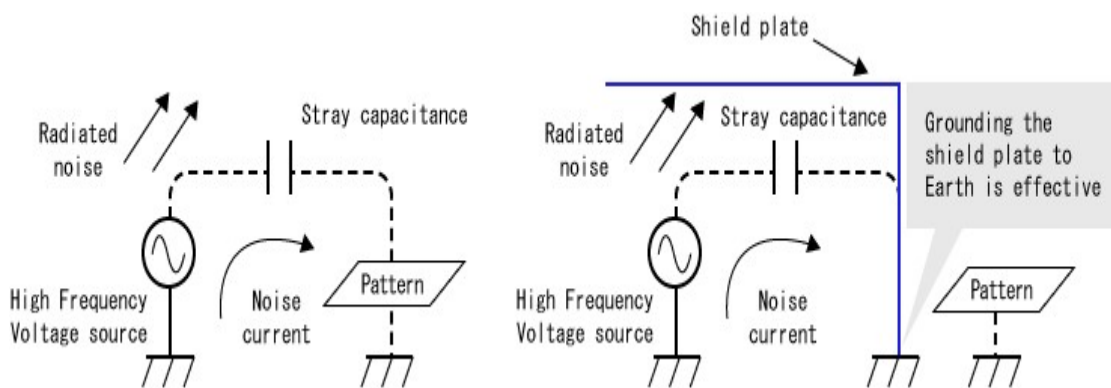 Radiated
noise
Stray capacitance
High Frequency
Voltage source
Noise
current
Pattern
Shield plate
Radiated
noise
Stray capacitance
Grounding the
shield plate to
Earth is effective
High Frequency
Voltage source
Noise
current
Pattern